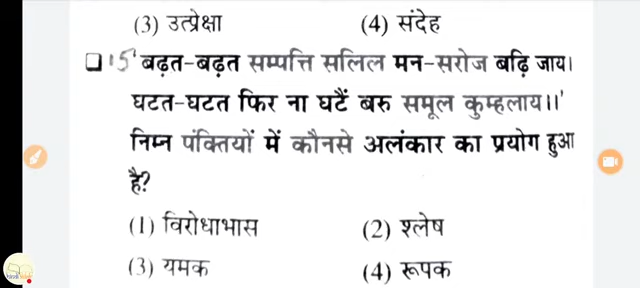 (3) उत्प्रेक्षा (4) संदेह
15 'बढ़त-बढ़त सम्पत्ति सलिल मन-सरोज बढ़ि जाय।
घटत-घटत फिर ना घटैं बरु समूल कुम्हलाय।।'
निम्न पंक्तियों में कौनसे अलंकार का प्रयोग हुआ
है?
(1) विरोधाभास (2) श्लेष
(3) यमक (4) रूपक